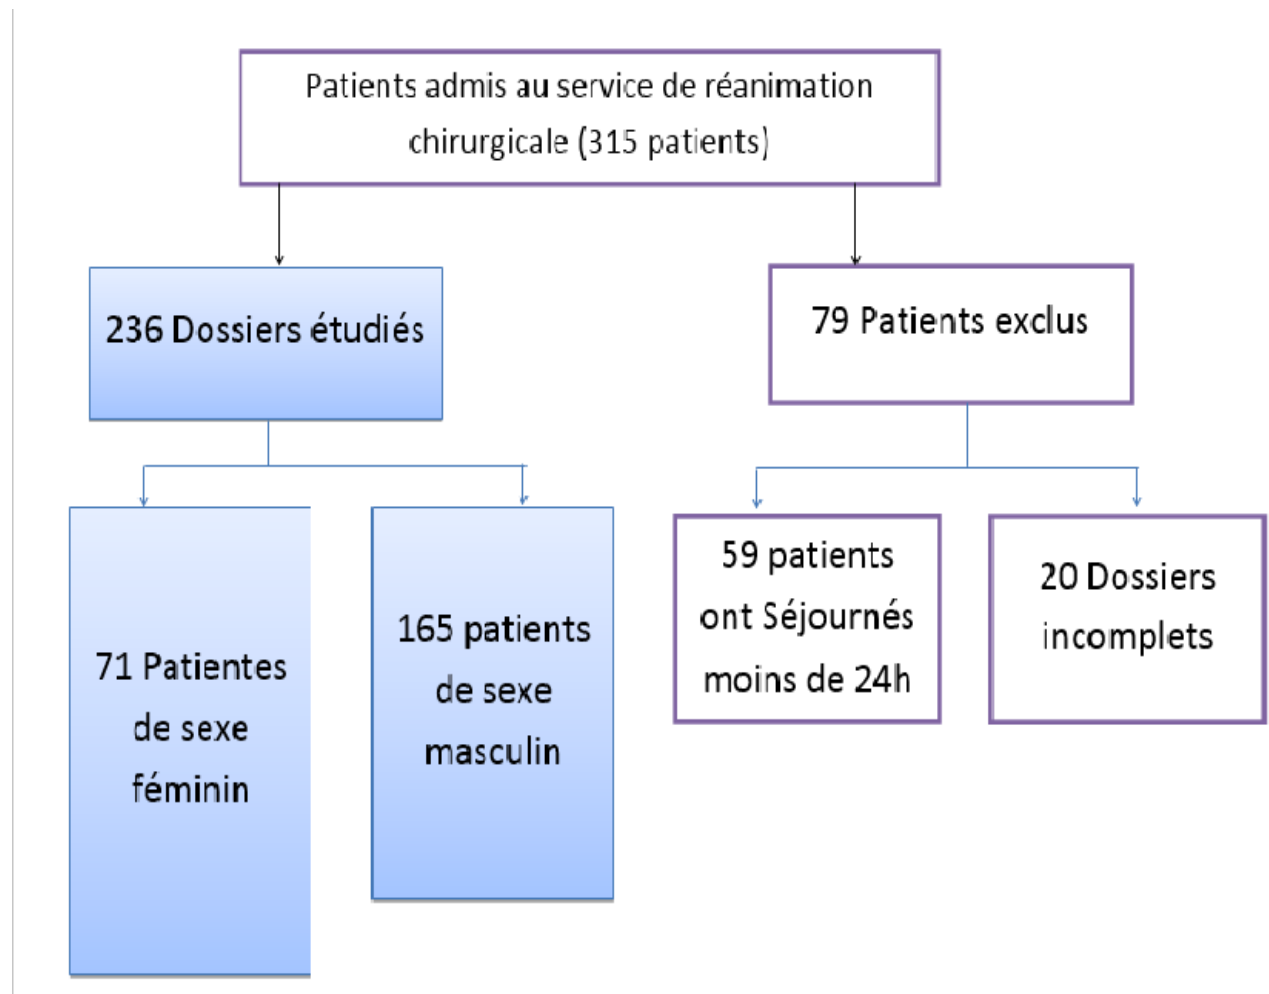 Patients admis au service de réanimation
chirurgicale (315 patients)
236 Dossiers étudiés
79 Patients exclus
71 Patientes
de sexe
féminin
165 patients
de sexe
masculin
59 patients
ont Séjournés
moins de 24h
20 Dossiers
incomplets